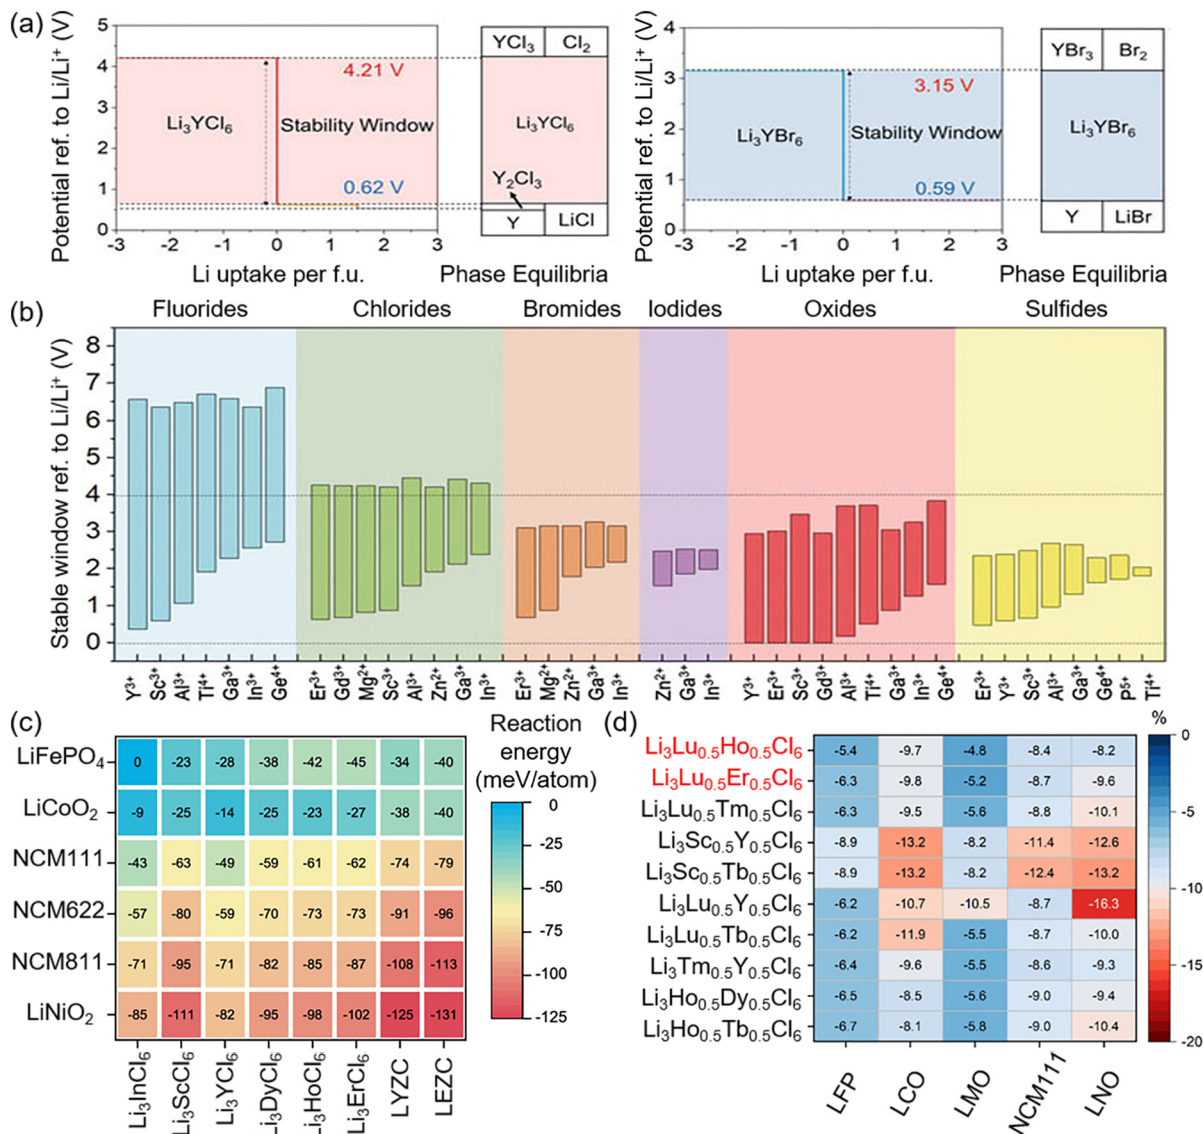 (a)
Potential ref. to Li/Li⁺ (V)
5
4
3
2
1
0
Li₃YCl₆
4.21 V
Stability Window
0.62 V
-3 -2 -1 0 1 2 3
Li uptake per f.u.
YCl₃ Cl₂
Li₃YCl₆
Y₂Cl₃
Y LiCl
Phase Equilibria
Potential ref. to Li/Li⁺ (V)
4
3
2
1
0
Li₃YBr₆
3.15 V
Stability Window
0.59 V
-3 -2 -1 0 1 2 3
Li uptake per f.u.
YBr₃ Br₂
Li₃YBr₆
Y LiBr
Phase Equilibria
(b)
Fluorides Chlorides Bromides Iodides Oxides Sulfides
Stable window ref. to Li/Li⁺ (V)
8
7
6
5
4
3
2
1
0
Y³⁺ Sc³⁺ Al³⁺ Ti⁴⁺ Ga³⁺ In³⁺ Ge⁴⁺ Er³⁺ Gd³⁺ Mg²⁺ Sc³⁺ Al³⁺ Zn²⁺ Ga³⁺ In³⁺ Er³⁺ Mg²⁺ Zn²⁺ Ga³⁺ In³⁺ Zn²⁺ Ga³⁺ In³⁺ Y³⁺ Er³⁺ Sc³⁺ Gd³⁺ Al³⁺ Ti⁴⁺ Ga³⁺ In³⁺ Ge⁴⁺ Er³⁺ Y³⁺ Sc³⁺ Al³⁺ Ga³⁺ Ge⁴⁺ P⁵⁺ Ti⁴⁺
(c)
LiFePO₄ 0 -23 -28 -38 -42 -45 -34 -40
LiCoO₂ -9 -25 -14 -25 -23 -27 -38 -40
NCM111 -43 -63 -49 -59 -61 -62 -74 -79
NCM622 -57 -80 -59 -70 -73 -73 -91 -96
NCM811 -71 -95 -71 -82 -85 -87 -108 -113
LiNiO₂ -85 -111 -82 -95 -98 -102 -125 -131
Li₃InCl₆ Li₃ScCl₆ Li₃YCl₆ Li₃DyCl₆ Li₃HoCl₆ Li₃ErCl₆ LYZC LEZC
Reaction
energy
(meV/atom)
0
-25
-50
-75
-100
-125
(d)
Li₃Lu₀.₅Ho₀.₅Cl₆ -5.4 -9.7 -4.8 -8.4 -8.2
Li₃Lu₀.₅Er₀.₅Cl₆ -6.3 -9.8 -5.2 -8.7 -9.6
Li₃Lu₀.₅Tm₀.₅Cl₆ -6.3 -9.5 -5.6 -8.8 -10.1
Li₃Sc₀.₅Y₀.₅Cl₆ -8.9 -13.2 -8.2 -11.4 -12.6
Li₃Sc₀.₅Tb₀.₅Cl₆ -8.9 -13.2 -8.2 -12.4 -13.2
Li₃Lu₀.₅Y₀.₅Cl₆ -6.2 -10.7 -10.5 -8.7 -16.3
Li₃Lu₀.₅Tb₀.₅Cl₆ -6.2 -11.9 -5.5 -8.7 -10.0
Li₃Tm₀.₅Y₀.₅Cl₆ -6.4 -9.6 -5.5 -8.6 -9.3
Li₃Ho₀.₅Dy₀.₅Cl₆ -6.5 -8.5 -5.6 -9.0 -9.4
Li₃Ho₀.₅Tb₀.₅Cl₆ -6.7 -8.1 -5.8 -9.0 -10.4
LFP LCO LMO NCM111 LNO
%
0
-5
-10
-15
-20